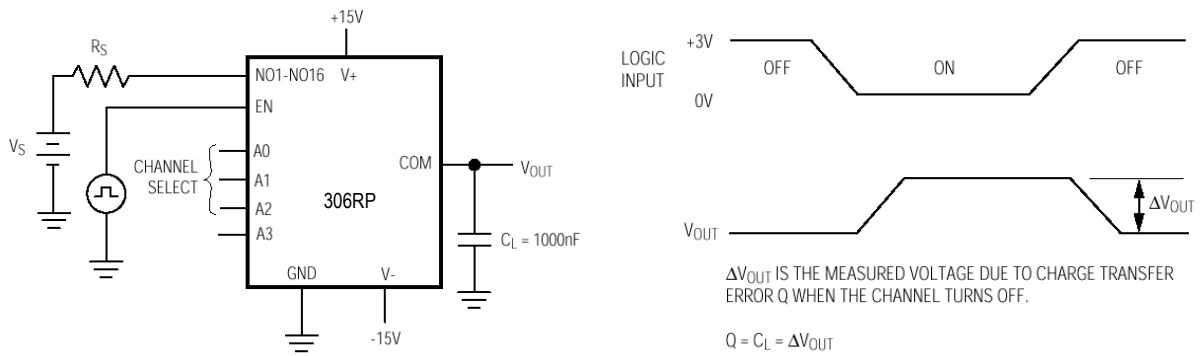 +15V
RS
NO1-NO16 V+
EN
VS
A0
CHANNEL
SELECT
A1
A2
A3
306RP
COM
VOUT
CL = 1000nF
GND
V-
-15V
LOGIC
INPUT
+3V
0V
OFF
ON
OFF
VOUT
ΔVOUT
ΔVOUT IS THE MEASURED VOLTAGE DUE TO CHARGE TRANSFER
ERROR Q WHEN THE CHANNEL TURNS OFF.
Q = CL = ΔVOUT